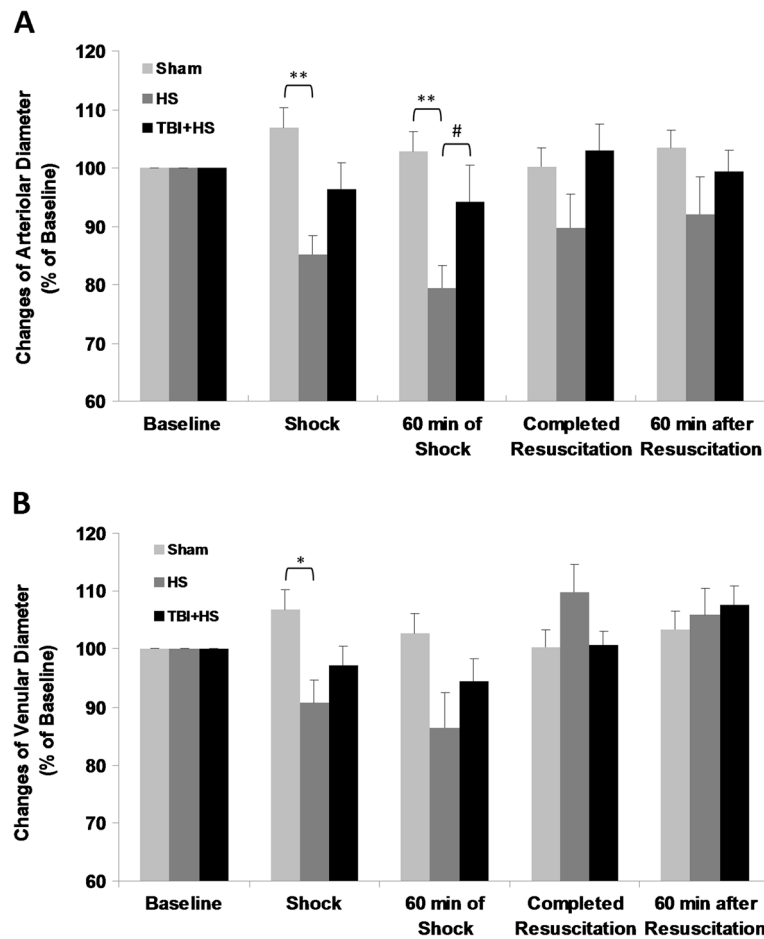 A
Changes of Arteriolar Diameter
(% of Baseline)
120
110
100
90
80
70
60
Sham
HS
TBI+HS
**
**
#
Baseline
Shock
60 min of
Shock
Completed
Resuscitation
60 min after
Resuscitation
B
Changes of Venular Diameter
(% of Baseline)
120
110
100
90
80
70
60
Sham
HS
TBI+HS
*
Baseline
Shock
60 min of
Shock
Completed
Resuscitation
60 min after
Resuscitation